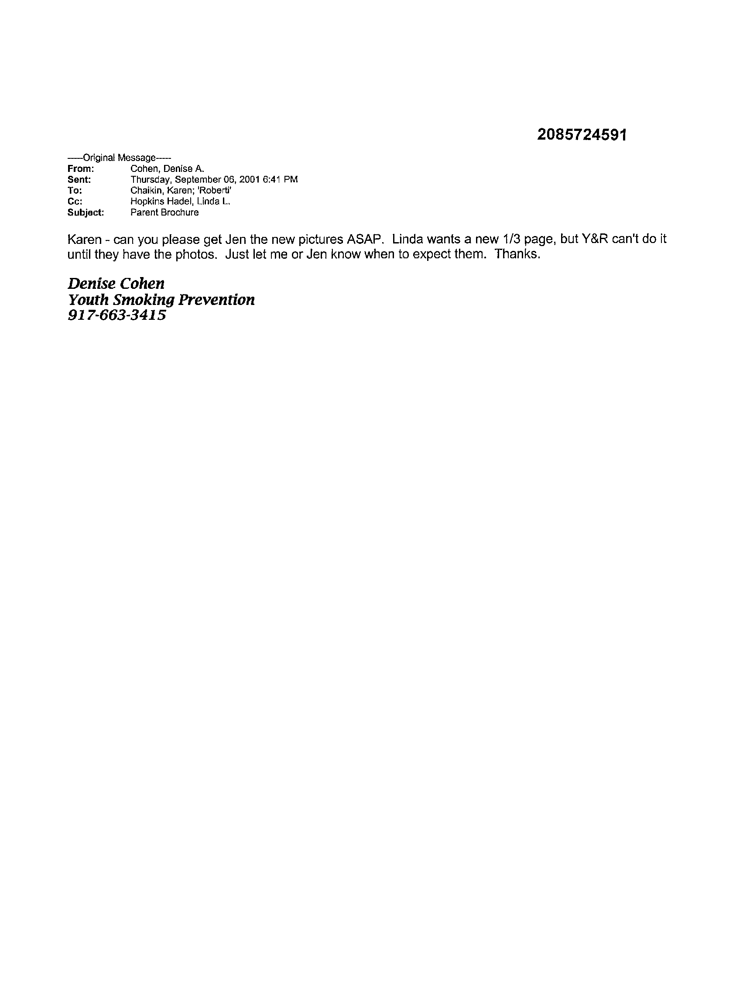 2085724591
-----Original Message-----
From: Cohen, Denise A.
Sent: Thursday, September 06, 2001 6:41 PM
To: Chaikin, Karen; 'Roberti'
Cc: Hopkins Hadel, Linda L.
Subject: Parent Brochure
Karen - can you please get Jen the new pictures ASAP. Linda wants a new 1/3 page, but Y&R can't do it
until they have the photos. Just let me or Jen know when to expect them. Thanks.
Denise Cohen
Youth Smoking Prevention
917-663-3415